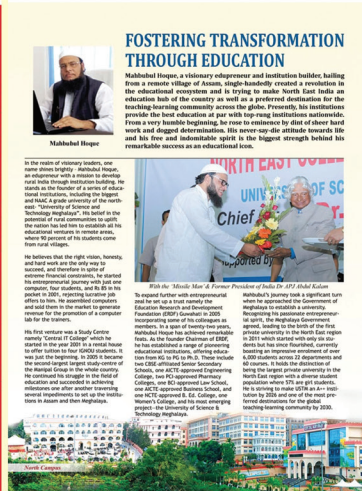 FOSTERING TRANSFORMATION
THROUGH EDUCATION
Mahbubul Hoque, a visionary edupreneur and institution builder, hailing
from a remote village of Assam, single-handedly created a revolution in
the educational ecosystem and is trying to make North East India an
education hub of the country as well as a preferred destination for the
teaching-learning community across the globe. Presently, his institutions
provide the best education at par with top-rung institutions nationwide.
From a very humble beginning, he rose to eminence by dint of sheer hard
work and dogged determination. His never-say-die attitude towards life
and his free and indomitable spirit is the biggest strength behind his
remarkable success as an educational icon.
Mahbubul Hoque
In the realm of visionary leaders, one
name shines brightly - Mahbubul Hoque,
an edupreneur with a mission to develop
rural India through institution building. He
stands as the founder of a series of educa-
tional institutions, including the biggest
and NAAC A grade university of the north-
east- "University of Science and
Technology Meghalaya". His belief in the
potential of rural communities to uplift
the nation has led him to establish all his
educational ventures in remote areas,
where 90 percent of his students come
from rural villages.
He believes that the right vision, honesty,
and hard work are the only way to
succeed, and therefore in spite of
extreme financial constraints, he started
his entrepreneurial journey with just one
computer, four students, and Rs 85 in his
pocket in 2001, rejecting lucrative job
offers to him. He assembled computers
and sold them in the market to generate
revenue for the promotion of a computer
lab for the trainers.
His first venture was a Study Centre
namely "Central IT College" which he
started in the year 2001 in a rental house
to offer tuition to four IGNOU students. It
was just the beginning. In 2005 it became
the second-largest largest study-centre of
the Manipal Group in the whole country.
He continued his struggle in the field of
education and succeeded in achieving
milestones one after another traversing
several impediments to set up the institu-
tions in Assam and then Meghalaya.
NORTH EAST
UNIV
OF SC
Chief
upported by
With the 'Missile Man' & Former President of India Dr APJ Abdul Kalam
To expand further with entrepreneurial
zeal he set up a trust namely the
Education Research and Development
Foundation (ERDF) Guwahati in 2005
incorporating some of his colleagues as
members. In a span of twenty-two years,
Mahbubul Hoque has achieved remarkable
feats. As the founder Chairman of ERDF,
he has established a range of pioneering
educational institutions, offering educa-
tion from KG to PG to Ph.D. These include
two CBSE-affiliated Senior Secondary
Schools, one AICTE-approved Engineering
College, two PCI-approved Pharmacy
Colleges, one BCI-approved Law School,
one AICTE-approved Business School, and
one NCTE-approved B. Ed. College, one
Women's College, and his most emerging
project--the University of Science &
Technology Meghalaya.
Mahbubul's journey took a significant turn
when he approached the Government of
Meghalaya to establish a university.
Recognizing his passionate entrepreneur-
ial spirit, the Meghalaya Government
agreed, leading to the birth of the first
private university in the North East region
in 2011 which started with only six stu-
dents but has since flourished, currently
boasting an impressive enrolment of over
6,000 students across 22 departments and
68 courses. It holds the distinction of
being the largest private university in the
North East region with a diverse student
population where 57% are girl students.
He is striving to make USTM an A++ insti-
tution by 2026 and one of the most pre-
ferred destinations for the global
teaching-learning community by 2030.
North Campus